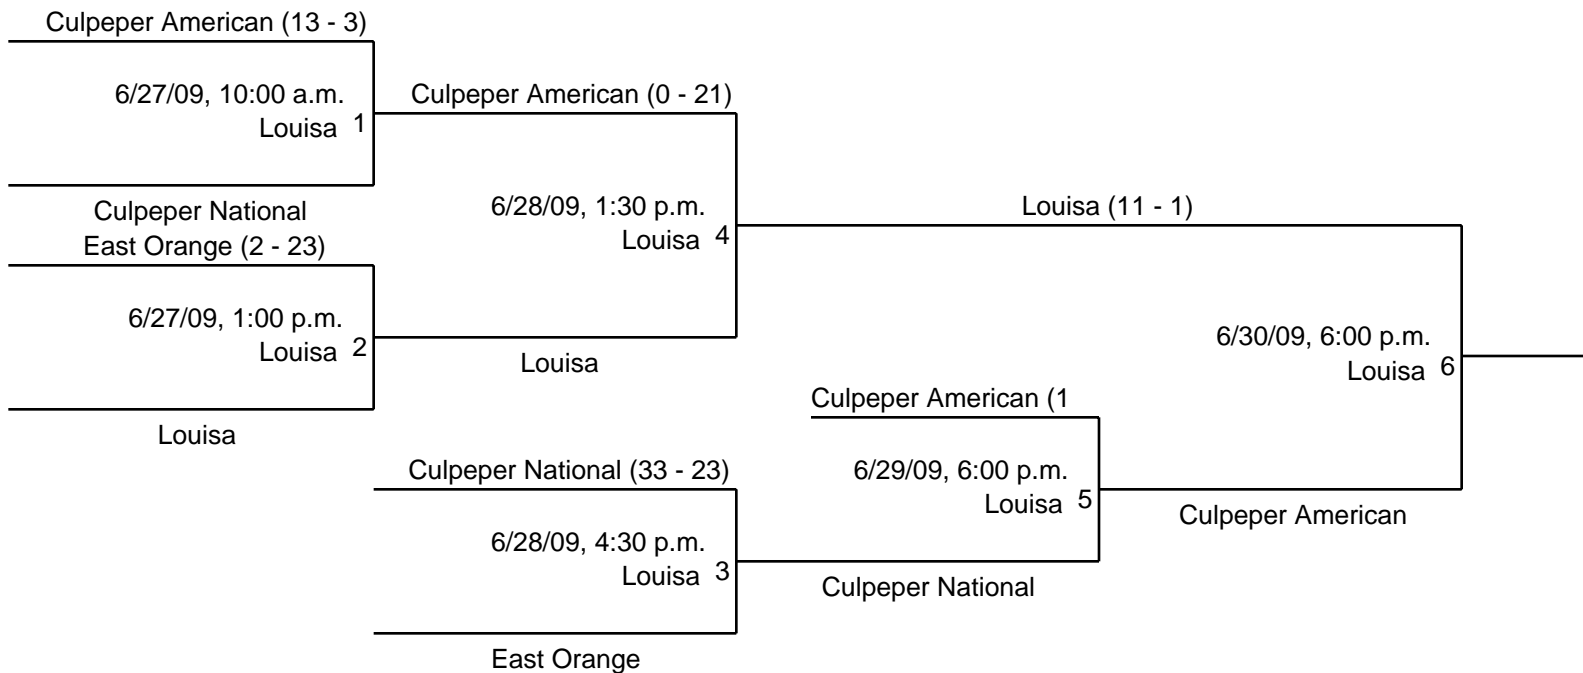 Culpeper American (13 - 3)
6/27/09, 10:00 a.m.
Louisa 1
Culpeper National
East Orange (2 - 23)
6/27/09, 1:00 p.m.
Louisa 2
Louisa
Culpeper American (0 - 21)
6/28/09, 1:30 p.m.
Louisa 4
Louisa
Culpeper National (33 - 23)
6/28/09, 4:30 p.m.
Louisa 3
East Orange
Culpeper American (1
6/29/09, 6:00 p.m.
Louisa 5
Culpeper National
Louisa (11 - 1)
6/30/09, 6:00 p.m.
Louisa 6
Culpeper American